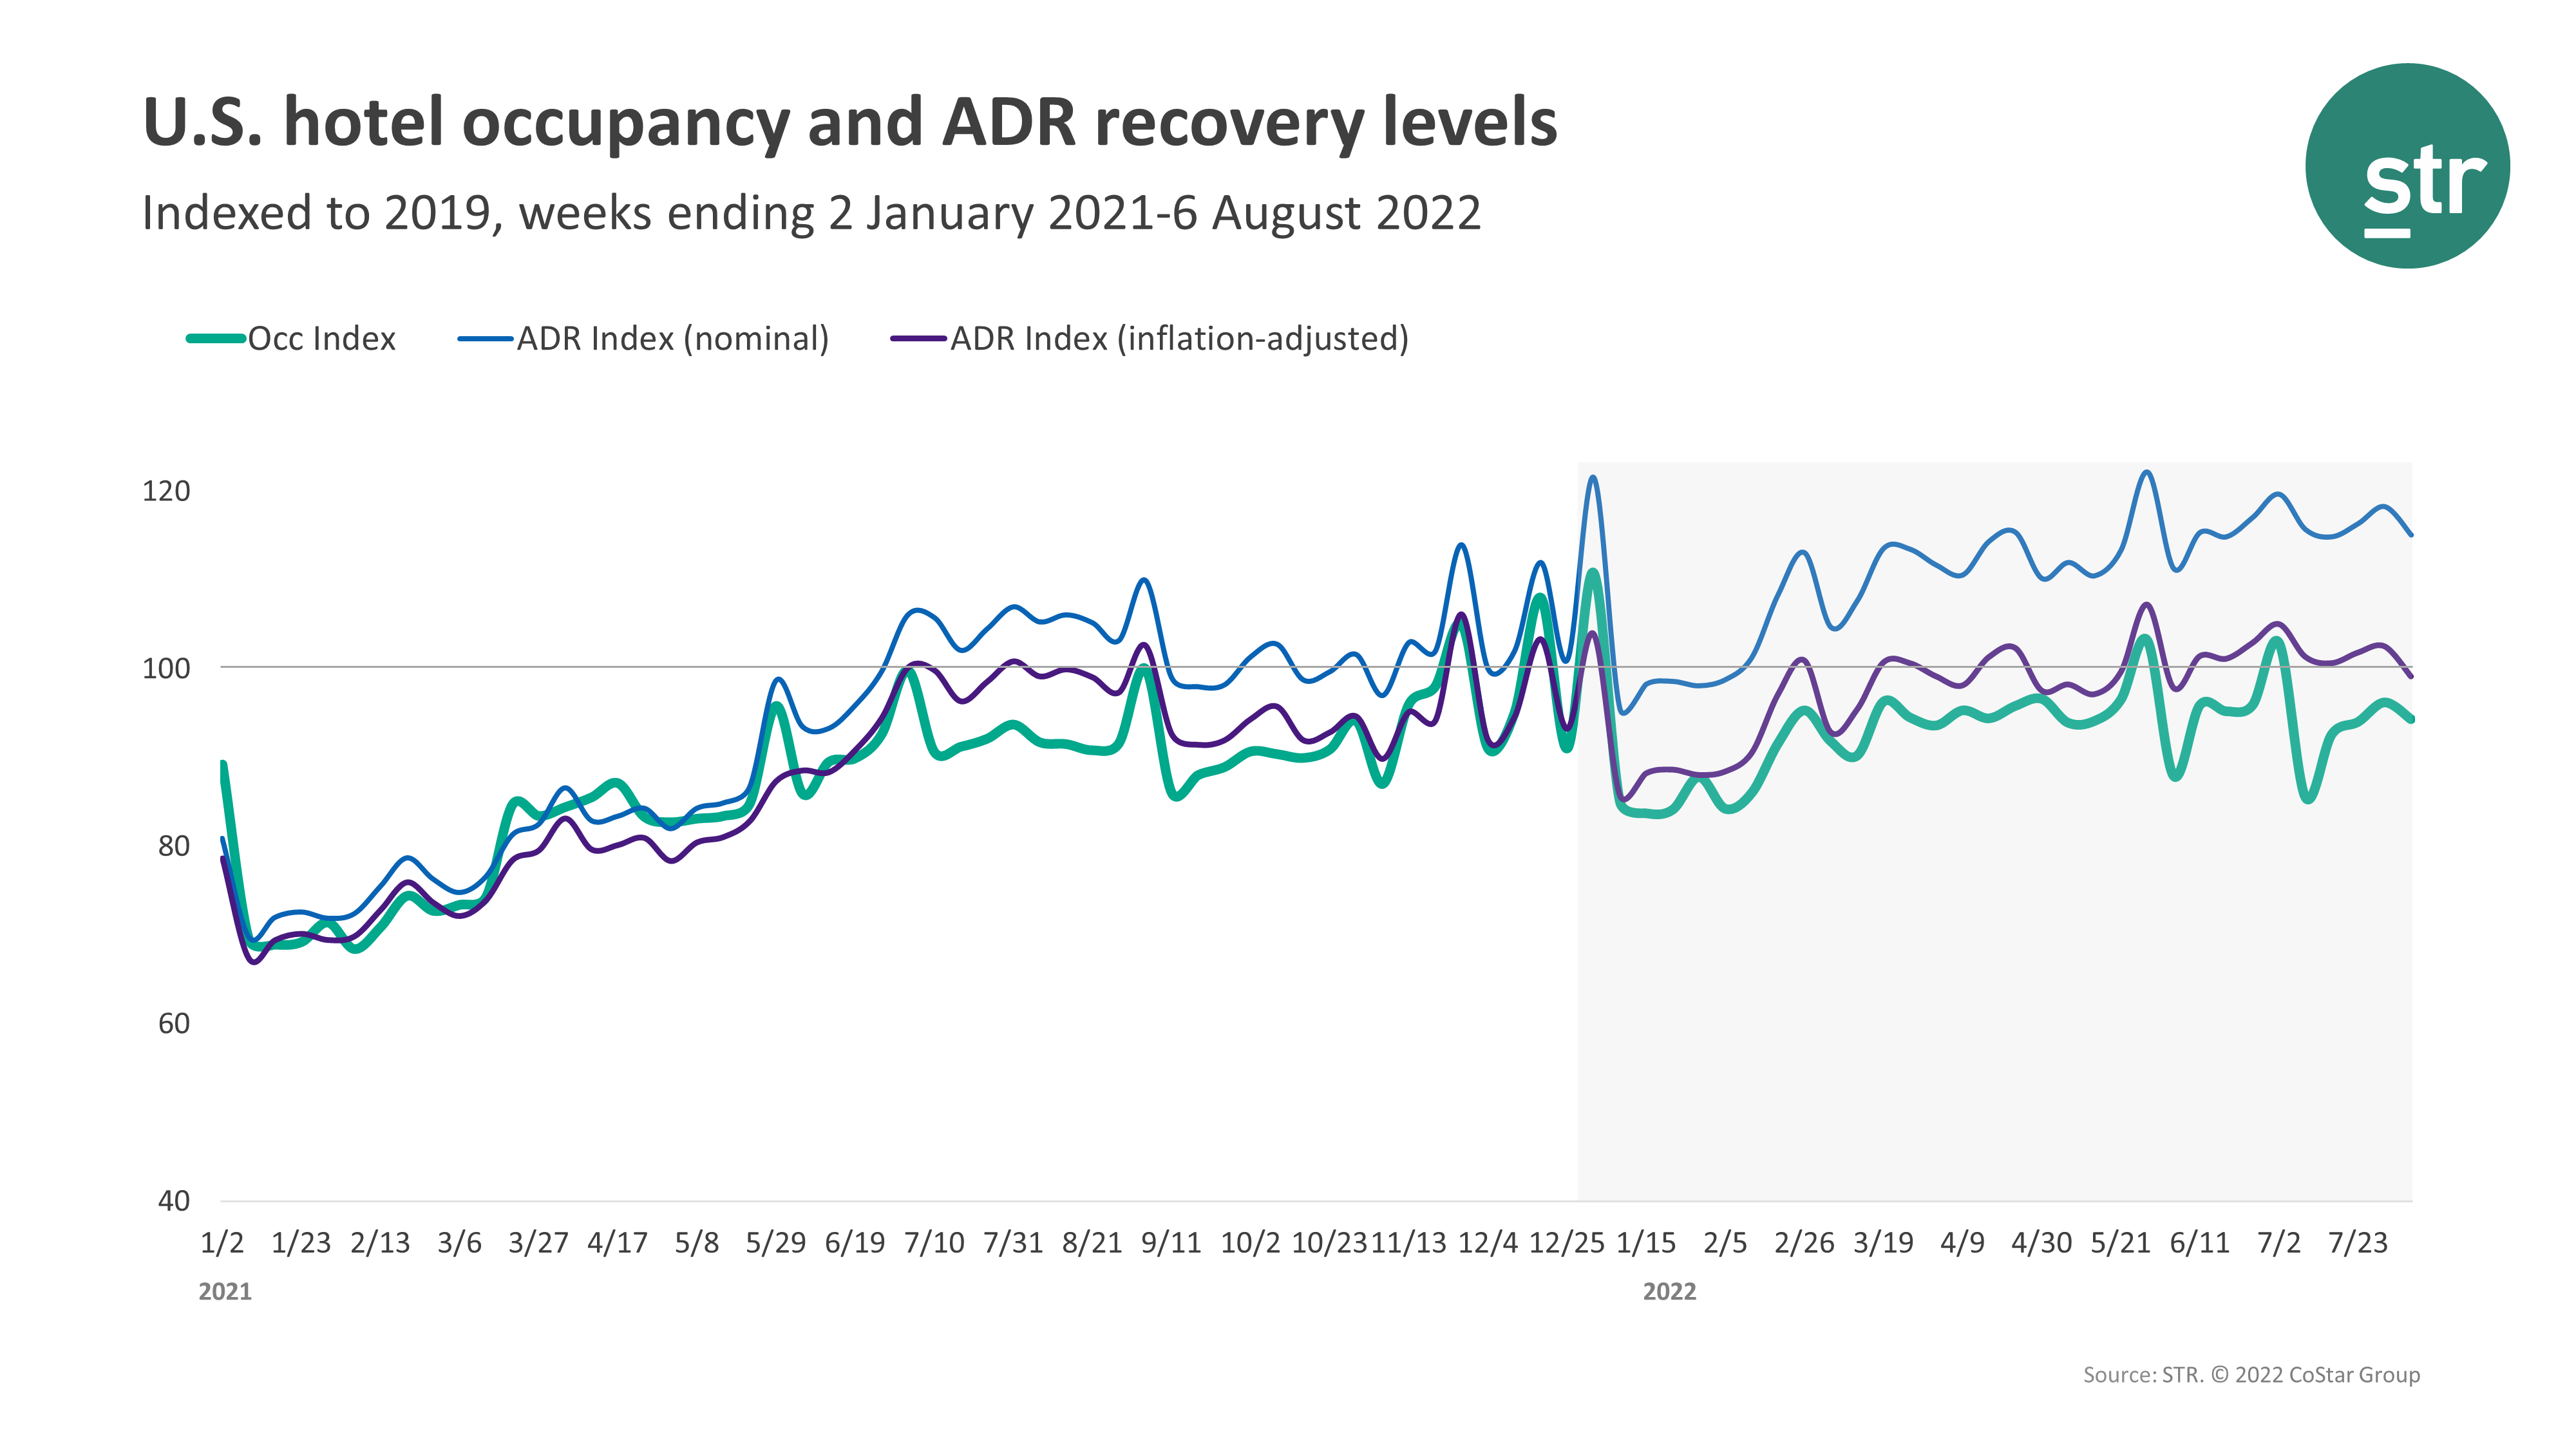 U.S. hotel occupancy and ADR recovery levels
str
Indexed to 2019, weeks ending 2 January 2021-6 August 2022
Occ Index ADR Index (nominal) ADR Index (inflation-adjusted)
120
100
80
60
40
1/2 1/23 2/13 3/6 3/27 4/17 5/8 5/29 6/19 7/10 7/31 8/21 9/11 10/2 10/23 11/13 12/4 12/25 1/15 2/5 2/26 3/19 4/9 4/30 5/21 6/11 7/2 7/23
2021 2022
Source: STR. © 2022 CoStar Group